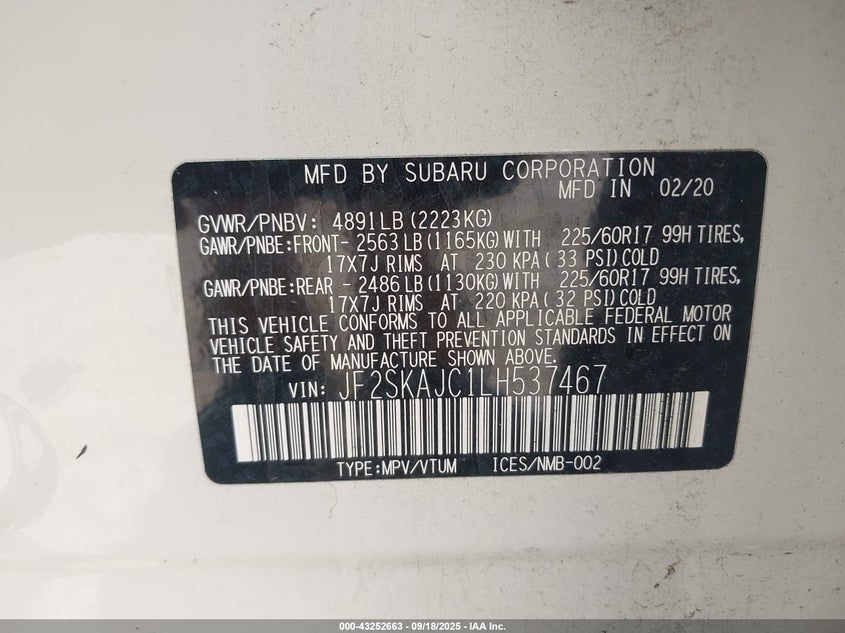 MFD BY SUBARU CORPORATION
MFD IN 02/20
GVWR/PNBV: 4891LB(2223KG)
GAWR/PNBE:FRONT- 2563LB(1165KG)WITH 225/60R17 99H TIRES,
17X7J RIMS AT 230 KPA( 33 PSI)COLD
GAWR/PNBE:REAR - 2486LB(1130KG)WITH 225/60R17 99H TIRES,
17X7J RIMS AT 220 KPA( 32 PSI)COLD
THIS VEHICLE CONFORMS TO ALL APPLICABLE FEDERAL MOTOR
VEHICLE SAFETY AND THEFT PREVENTION STANDARDS IN EFFECT ON
THE DATE OF MANUFACTURE SHOWN ABOVE.
VIN: JF2SKAJC1LH537467
TYPE:MPV/VTUM ICES/NMB-002
000-43252663 - 09/18/2025 - IAA Inc.